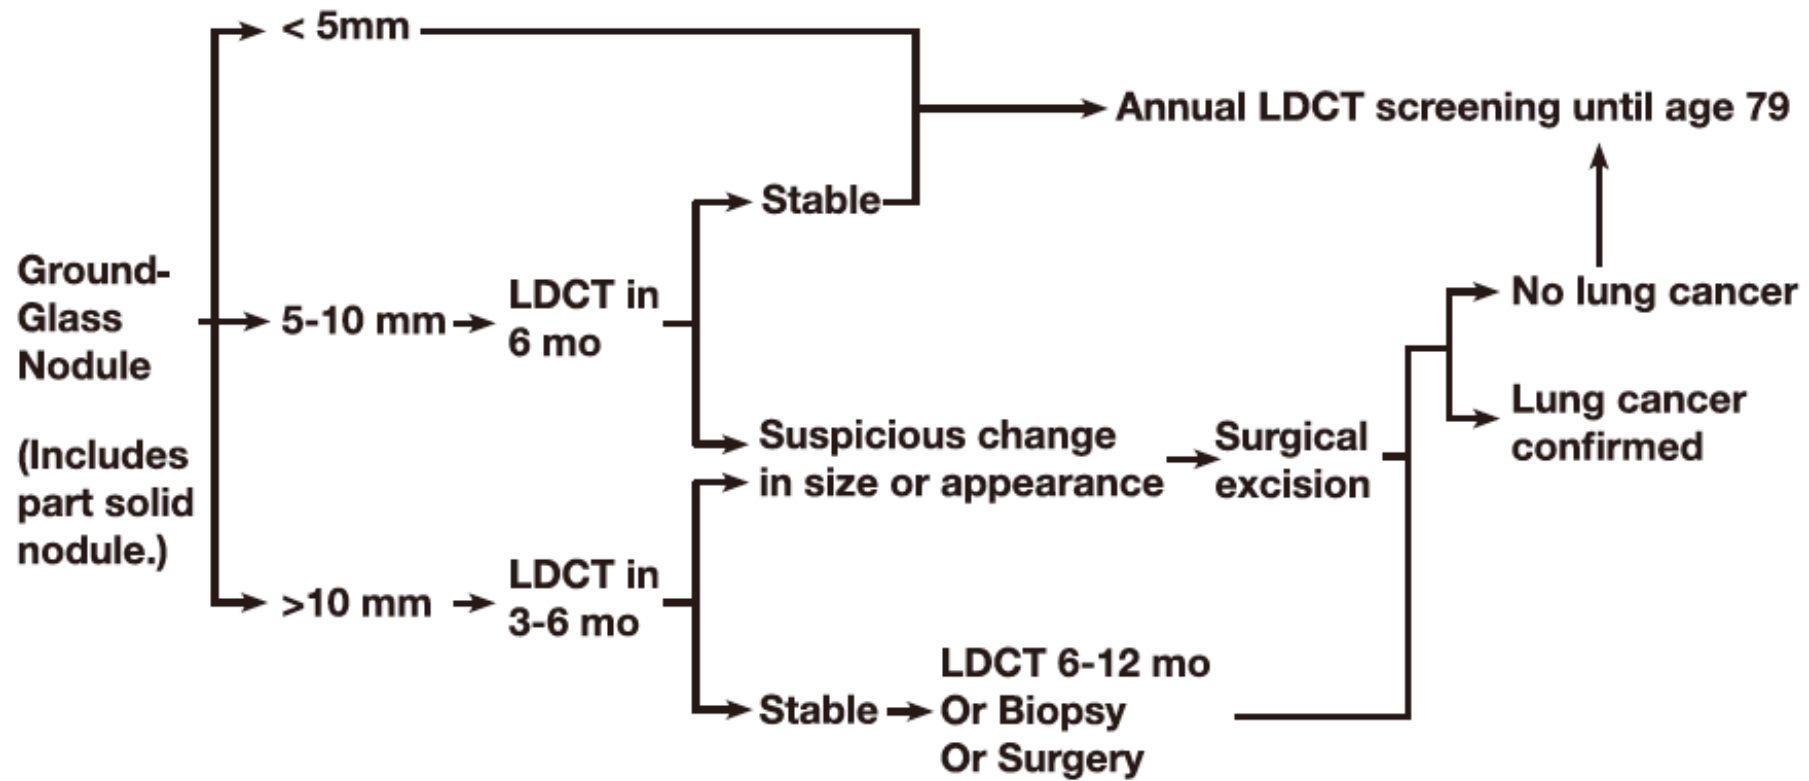 < 5mm
Annual LDCT screening until age 79
Stable
Ground-
Glass
Nodule
(Includes
part solid
nodule.)
5-10 mm
LDCT in
6 mo
No lung cancer
Lung cancer
confirmed
Suspicious change
in size or appearance
Surgical
excision
>10 mm
LDCT in
3-6 mo
Stable
LDCT 6-12 mo
Or Biopsy
Or Surgery